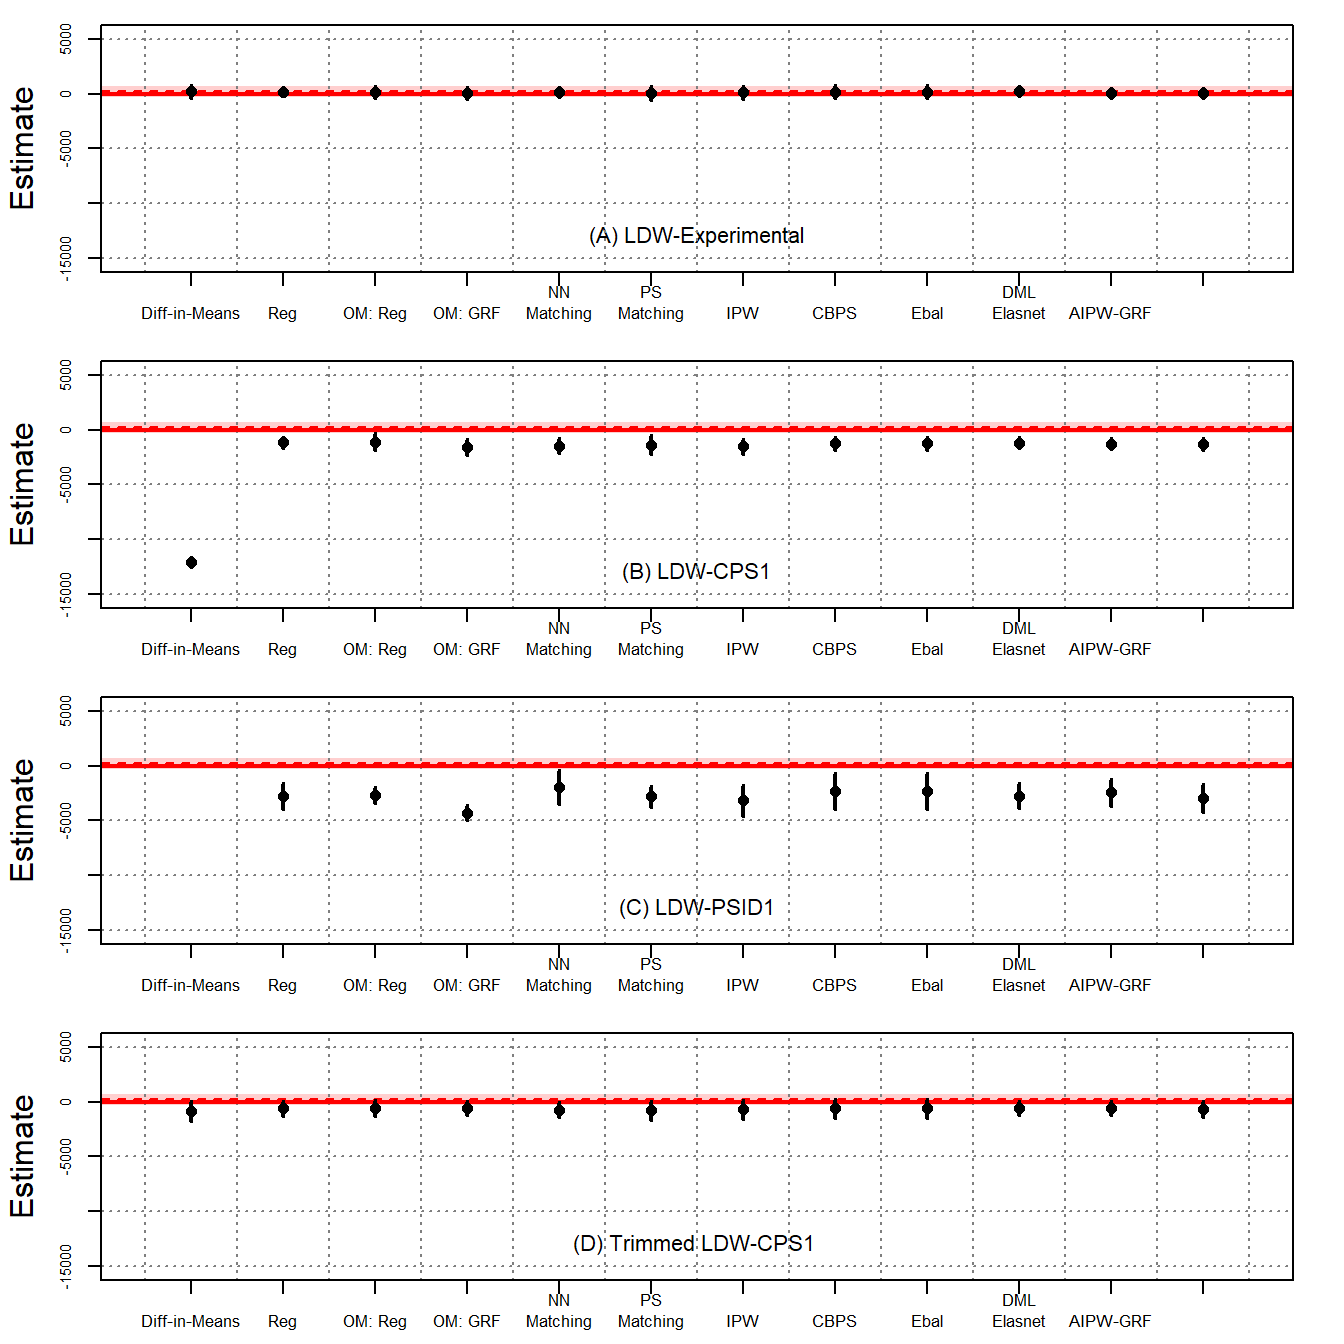 Estimate
5000
0
-5000
-15000
(A) LDW-Experimental
NN PS DML
Diff-in-Means Reg OM: Reg OM: GRF Matching Matching IPW CBPS Ebal Elasnet AIPW-GRF
Estimate
5000
0
-5000
-15000
(B) LDW-CPS1
NN PS DML
Diff-in-Means Reg OM: Reg OM: GRF Matching Matching IPW CBPS Ebal Elasnet AIPW-GRF
Estimate
5000
0
-5000
-15000
(C) LDW-PSID1
NN PS DML
Diff-in-Means Reg OM: Reg OM: GRF Matching Matching IPW CBPS Ebal Elasnet AIPW-GRF
Estimate
5000
0
-5000
-15000
(D) Trimmed LDW-CPS1
NN PS DML
Diff-in-Means Reg OM: Reg OM: GRF Matching Matching IPW CBPS Ebal Elasnet AIPW-GRF